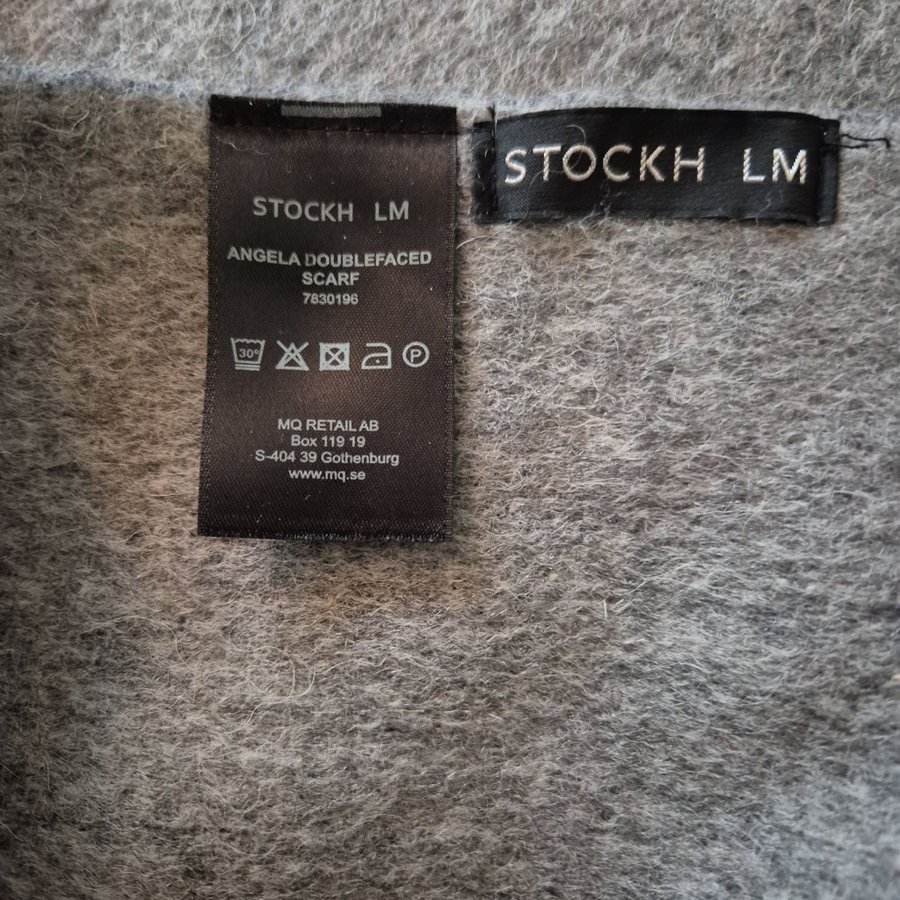 STOCKH LM
STOCKH LM
ANGELA DOUBLEFACED
SCARF
7830196
30°
P
MQ RETAIL AB
Box 119 19
S-404 39 Gothenburg
www.mq.se